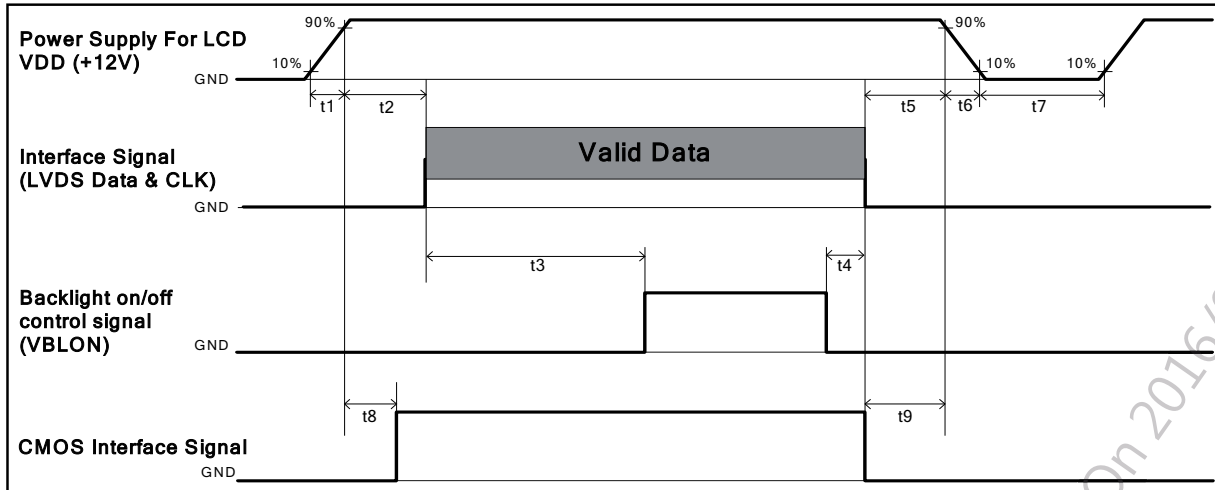 90%
90%
Power Supply For LCD
VDD (+12V)
10%
10%
10%
GND
t1
t2
t5
t6
t7
Valid Data
Interface Signal
(LVDS Data & CLK)
GND
t3
t4
Backlight on/off
control signal
(VBLON)
GND
t8
t9
CMOS Interface Signal
GND
On 2016/